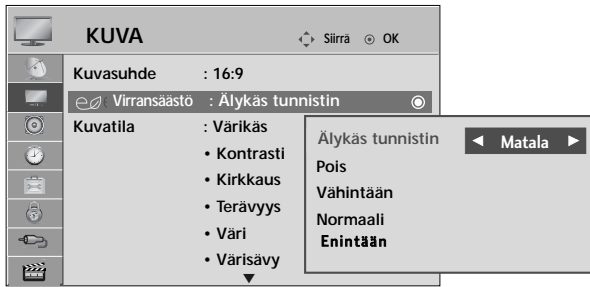 KUVA
Siirrä OK
Kuvasuhde : 16:9
Virransäästö : Älykäs tunnistin
Kuvatila : Värikäs
• Kontrasti
• Kirkkaus
• Terävyys
• Väri
• Värisävy
Älykäs tunnistin ◄ Matala ►
Pois
Vähintään
Normaali
Enintään